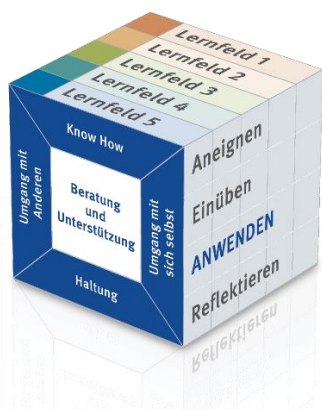 Lernfeld 1
Lernfeld 2
Lernfeld 3
Lernfeld 4
Lernfeld 5
Know How
Umgang mit
Anderen
Beratung
und
Unterstützung
Umgang mit
sich selbst
Haltung
Aneignen
Einüben
ANWENDEN
Reflektieren
Reflektieren